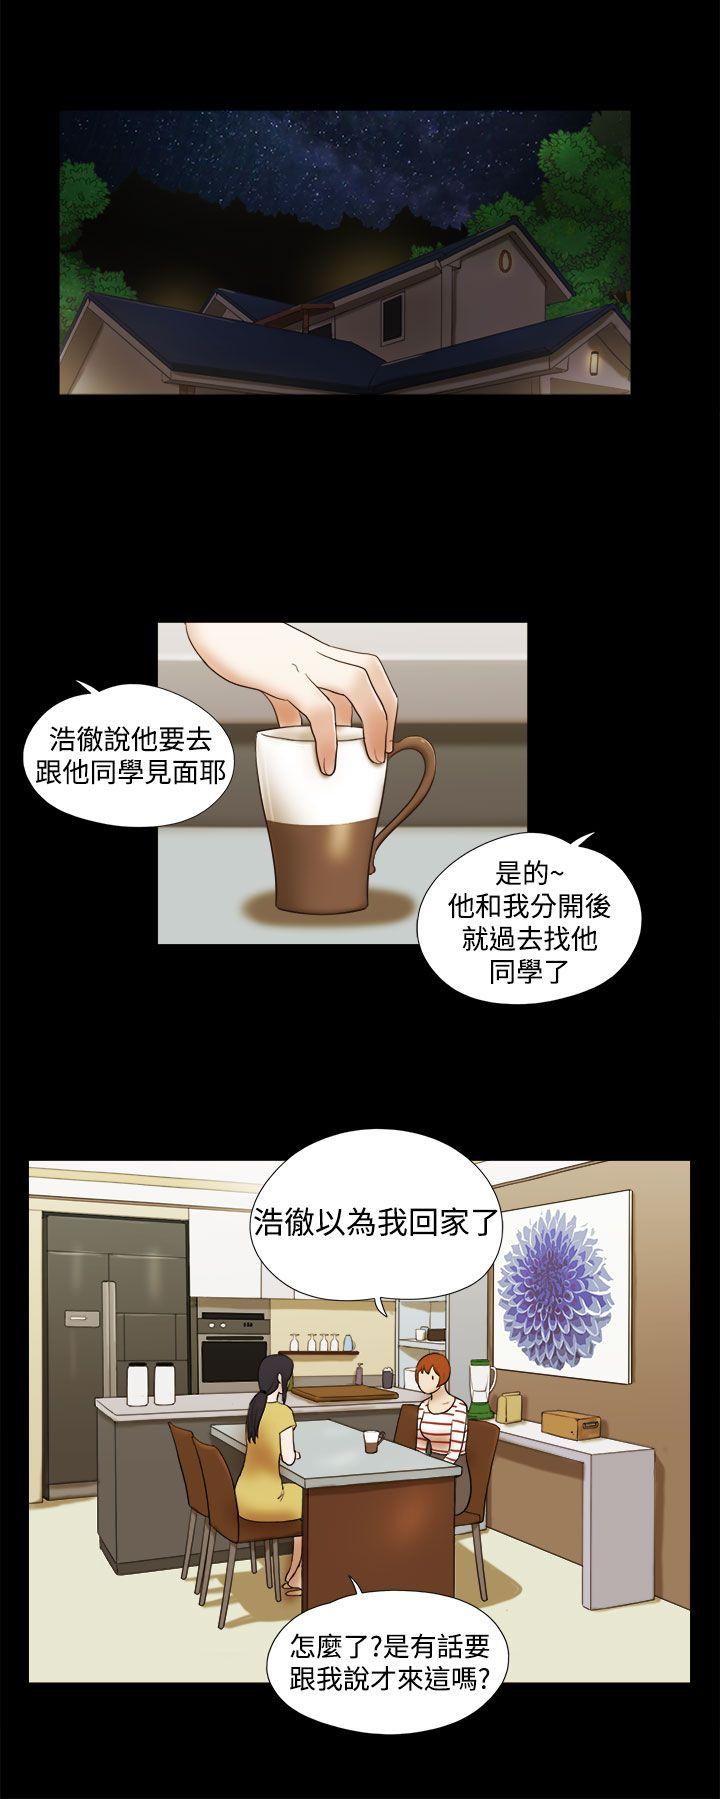 浩徹說他要去
跟他同學見面耶
是的~
他和我分開後
就過去找他
同學了
浩徹以為我回家了
怎麼了?是有話要
跟我說才來這嗎?